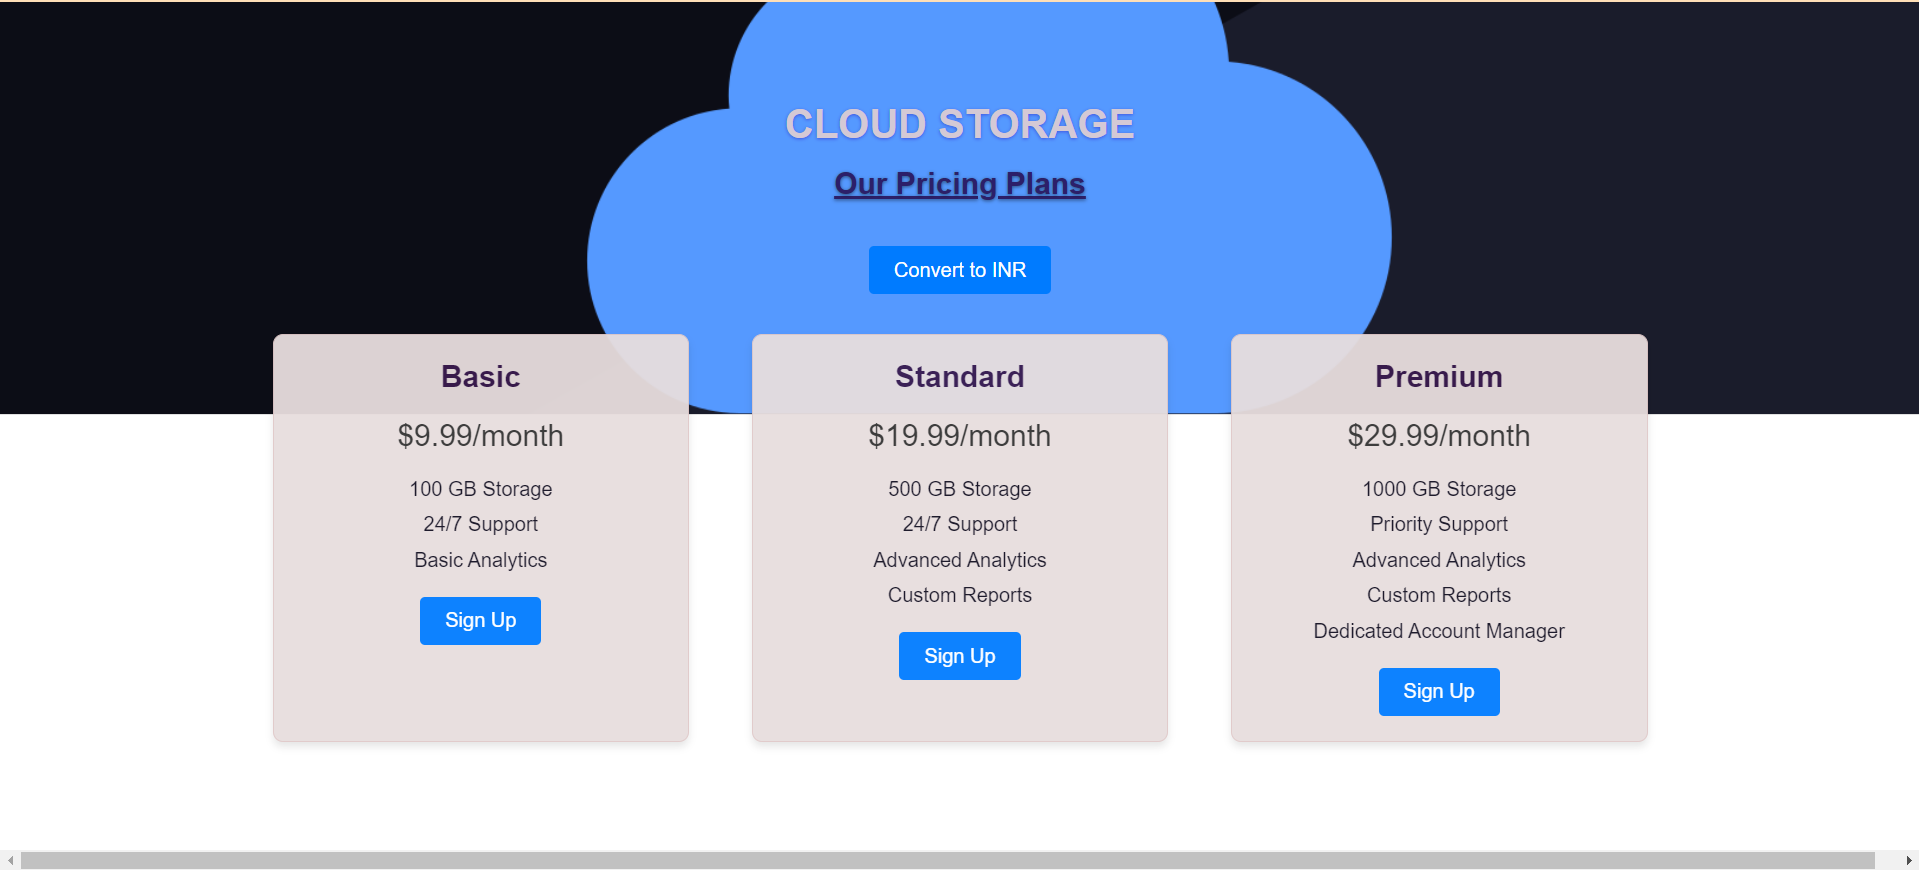 CLOUD STORAGE
Our Pricing Plans
Convert to INR
Basic
$9.99/month
100 GB Storage
24/7 Support
Basic Analytics
Sign Up
Standard
$19.99/month
500 GB Storage
24/7 Support
Advanced Analytics
Custom Reports
Sign Up
Premium
$29.99/month
1000 GB Storage
Priority Support
Advanced Analytics
Custom Reports
Dedicated Account Manager
Sign Up